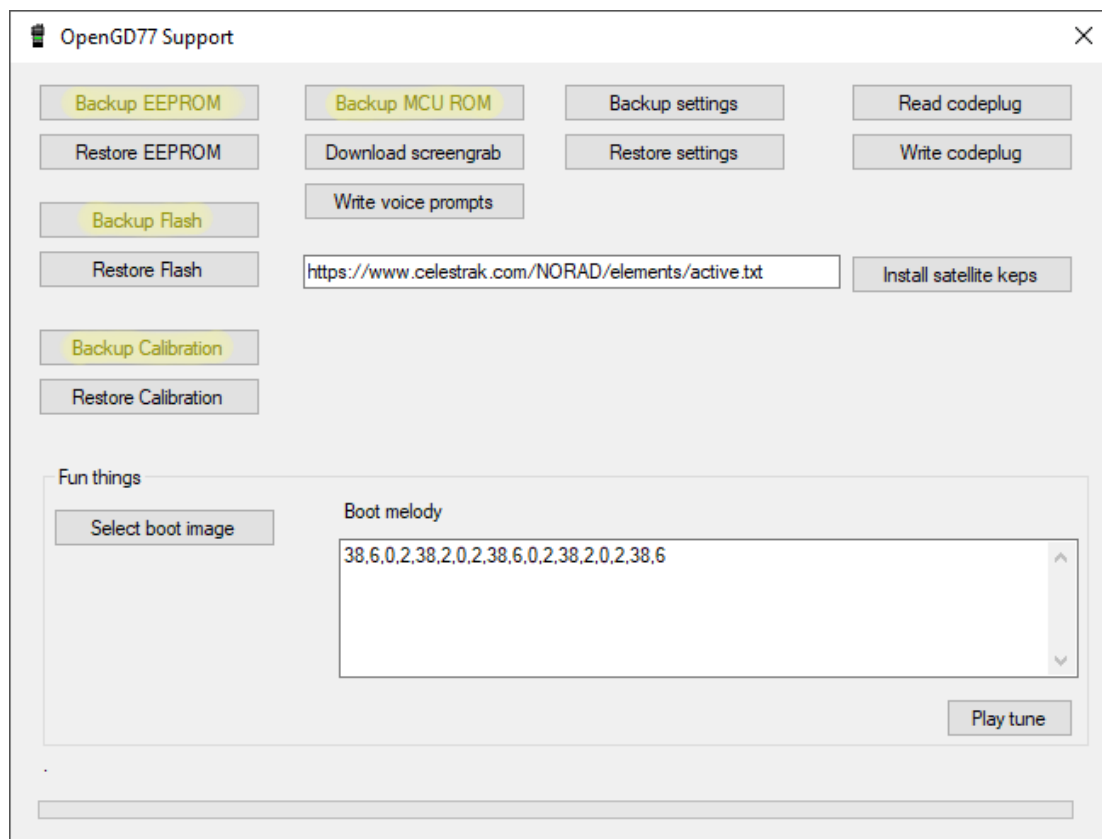 OpenGD77 Support
Backup EEPROM
Backup MCU ROM
Backup settings
Read codeplug
Restore EEPROM
Download screengrab
Restore settings
Write codeplug
Write voice prompts
Backup Flash
Restore Flash
https://www.celestrak.com/NORAD/elements/active.txt
Install satellite keps
Backup Calibration
Restore Calibration
Fun things
Select boot image
Boot melody
38,6,0,2,38,2,0,2,38,6,0,2,38,2,0,2,38,6
Play tune
.